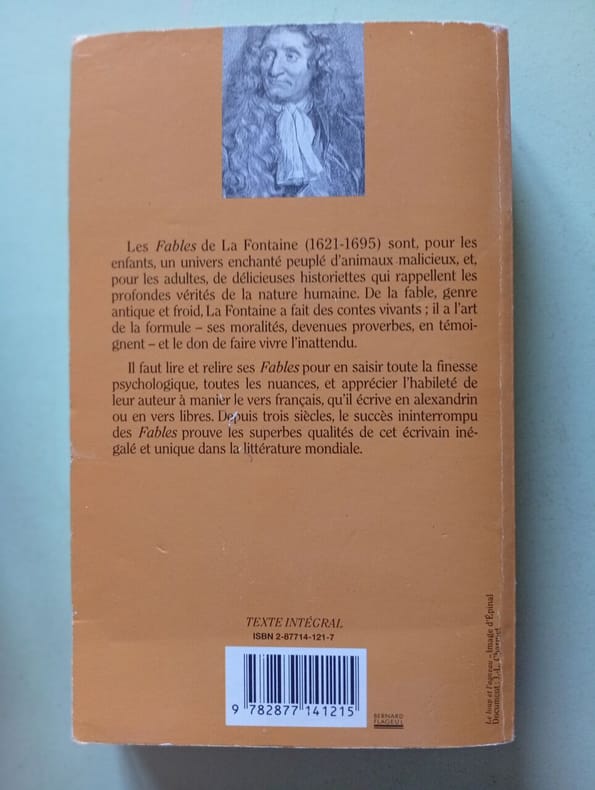 Les Fables de La Fontaine (1621-1695) sont, pour les
enfants, un univers enchanté peuplé d'animaux malicieux, et,
pour les adultes, de délicieuses historiettes qui rappellent les
profondes vérités de la nature humaine. De la fable, genre
antique et froid, La Fontaine a fait des contes vivants ; il a l'art
de la formule – ses moralités, devenues proverbes, en témoi-
gnent – et le don de faire vivre l'inattendu.
Il faut lire et relire ses Fables pour en saisir toute la finesse
psychologique, toutes les nuances, et apprécier l'habileté de
leur auteur à manier le vers français, qu'il écrive en alexandrin
ou en vers libres. Depuis trois siècles, le succès ininterrompu
des Fables prouve les superbes qualités de cet écrivain iné-
galé et unique dans la littérature mondiale.
TEXTE INTÉGRAL
ISBN 2-87714-121-7
9 782877 141215
BERNARD
FLAGEUL
Le loup et l'agneau – Image d'Épinal
Document : J.-L. Charmet